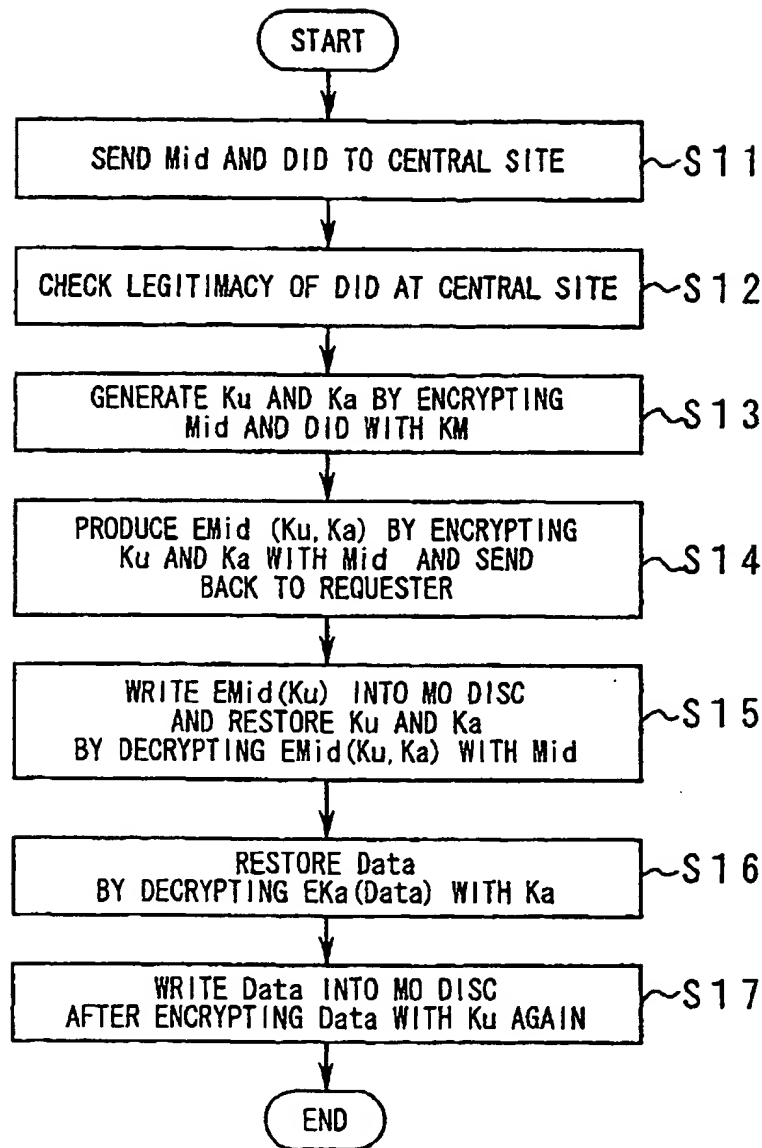 START
SEND Mid AND DID TO CENTRAL SITE
S11
CHECK LEGITIMACY OF DID AT CENTRAL SITE
S12
GENERATE Ku AND Ka BY ENCRYPTING
Mid AND DID WITH KM
S13
PRODUCE EMid (Ku, Ka) BY ENCRYPTING
Ku AND Ka WITH Mid AND SEND
BACK TO REQUESTER
S14
WRITE EMid(Ku) INTO MO DISC
AND RESTORE Ku AND Ka
BY DECRYPTING EMid(Ku, Ka) WITH Mid
S15
RESTORE Data
BY DECRYPTING EKa(Data) WITH Ka
S16
WRITE Data INTO MO DISC
AFTER ENCRYPTING Data WITH Ku AGAIN
S17
END